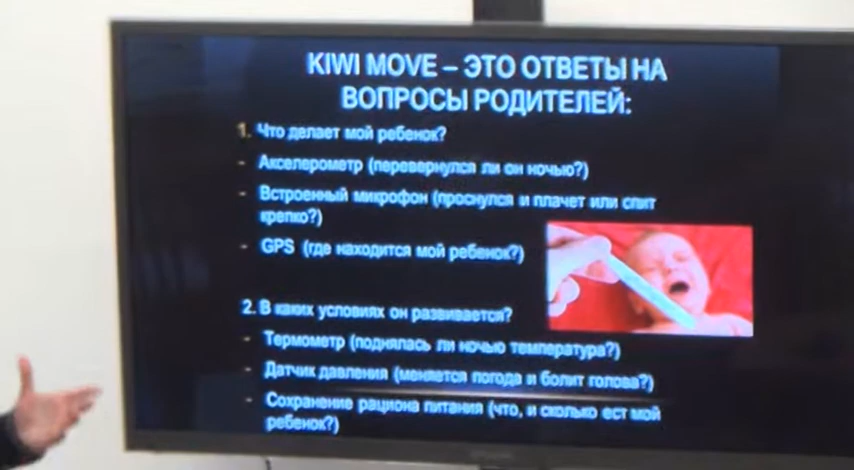 KIWI MOVE – ЭТО ОТВЕТЫ НА
ВОПРОСЫ РОДИТЕЛЕЙ:
1. Что делает мой ребенок?
- Акселерометр (перевернулся ли он ночью?)
- Встроенный микрофон (проснулся и плачет или спит
крепко?)
- GPS (где находится мой ребенок?)
2. В каких условиях он развивается?
- Термометр (поднялась ли ночью температура?)
- Датчик давления (меняется погода и болит голова?)
- Сохранение рациона питания (что, и сколько ест мой
ребенок?)